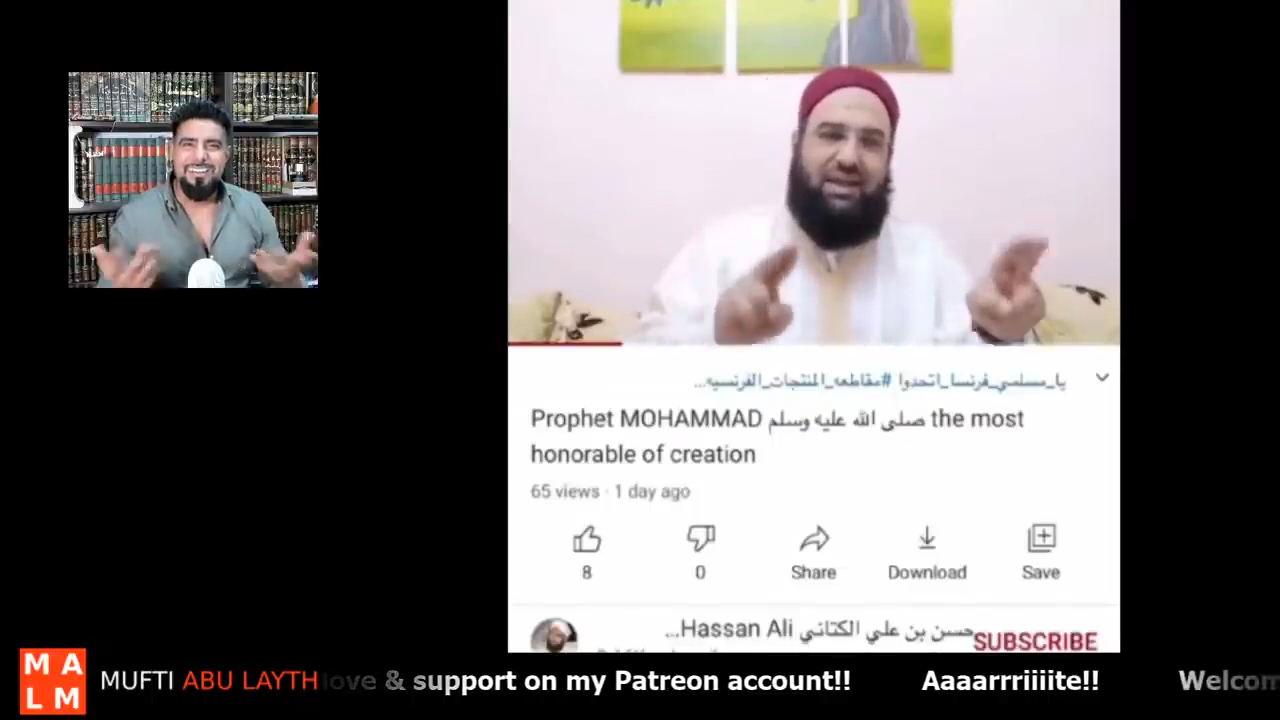 يا_مسلمي_فرنسا_اتحدوا #مقاطعه_المنتجات_الفرنسيه...
Prophet MOHAMMAD صلى الله عليه وسلم the most
honorable of creation
65 views · 1 day ago
8
0
Share
Download
Save
حسن بن علي الكتاني Hassan Ali...
SUBSCRIBE
MA
LM
MUFTI ABU LAYTH
love & support on my Patreon account!! Aaaarrriiiite!! Welcom